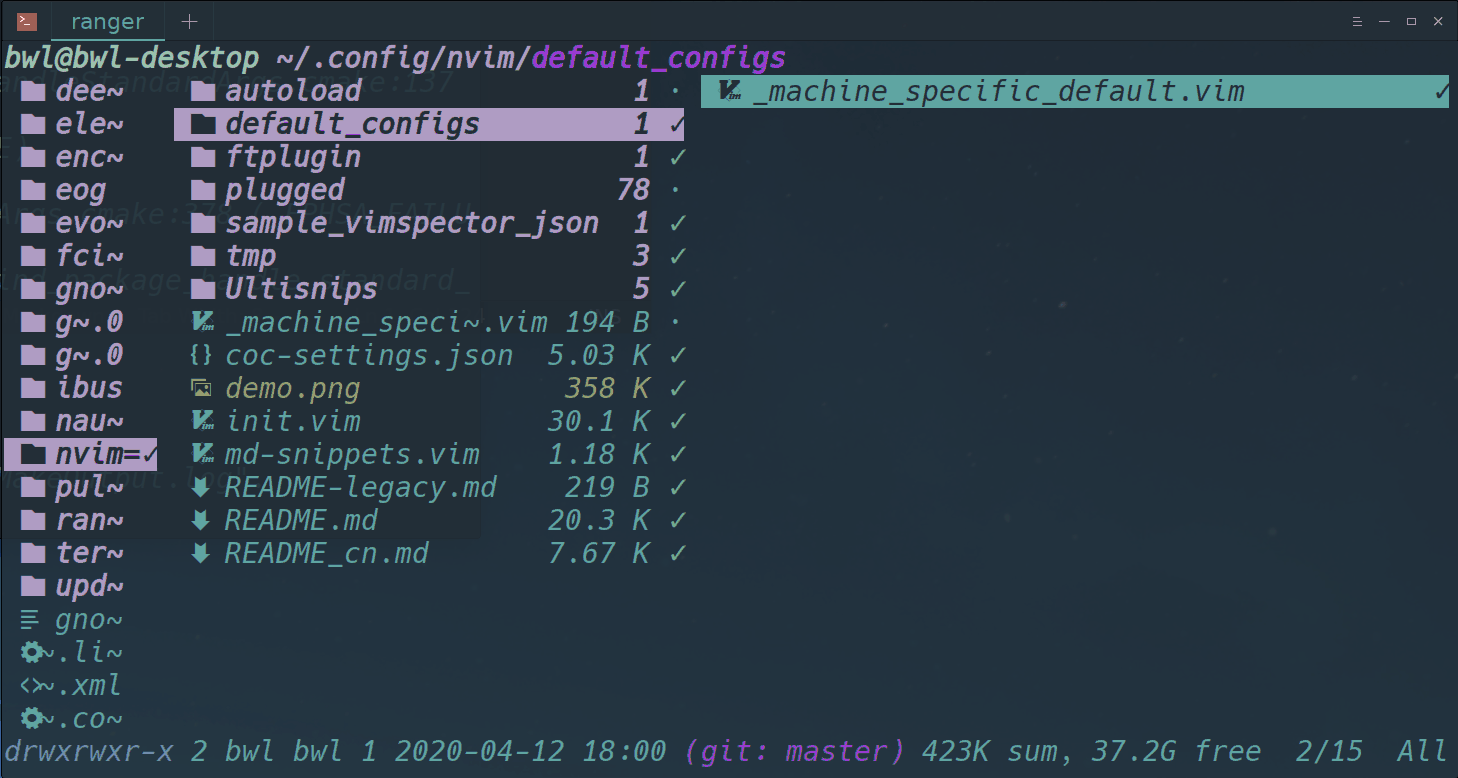 ranger
bwl@bwl-desktop ~/.config/nvim/default_configs
dee~ autoload 1 · _machine_specific_default.vim ✓
ele~ default_configs 1 ✓
enc~ ftplugin 1 ✓
eog plugged 78 ·
evo~ sample_vimspector_json 1 ✓
fci~ tmp 3 ✓
gno~ Ultisnips 5 ✓
g~.0 _machine_speci~.vim 194 B ·
g~.0 coc-settings.json 5.03 K ✓
ibus demo.png 358 K ✓
nau~ init.vim 30.1 K ✓
nvim=✓ md-snippets.vim 1.18 K ✓
pul~ README-legacy.md 219 B ✓
ran~ README.md 20.3 K ✓
ter~ README_cn.md 7.67 K ✓
upd~
gno~
~.li~
~.xml
~.co~
drwxrwxr-x 2 bwl bwl 1 2020-04-12 18:00 (git: master) 423K sum, 37.2G free 2/15 All